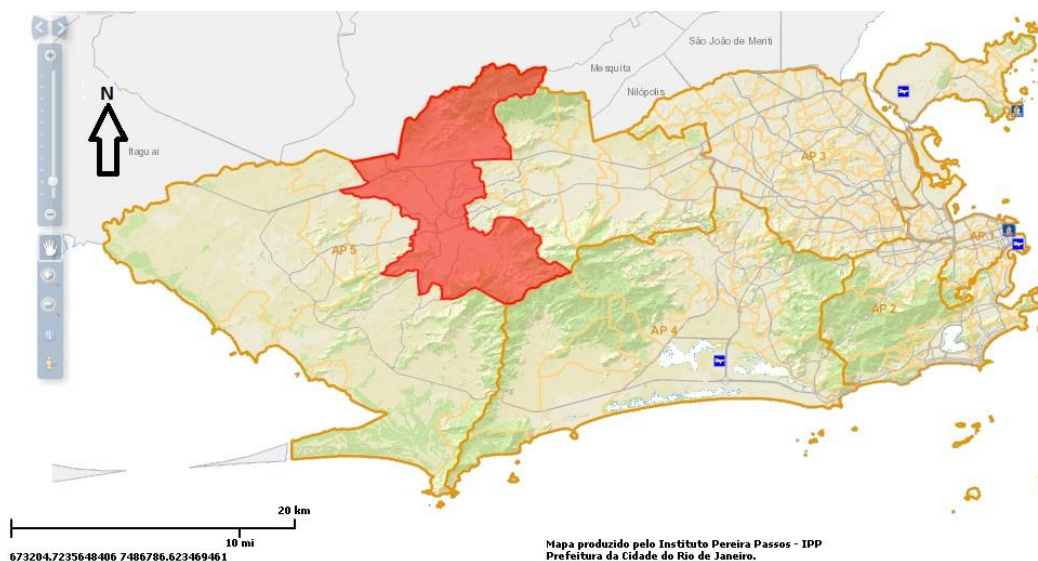 São João de Meriti
Mesquita
Nilópolis
N
Itaguaí
AP 3
AP 1
AP 5
AP 2
AP 4
20 km
10 mi
673204.7235648406 7486786.623469461
Mapa produzido pelo Instituto Pereira Passos - IPP
Prefeitura da Cidade do Rio de Janeiro.